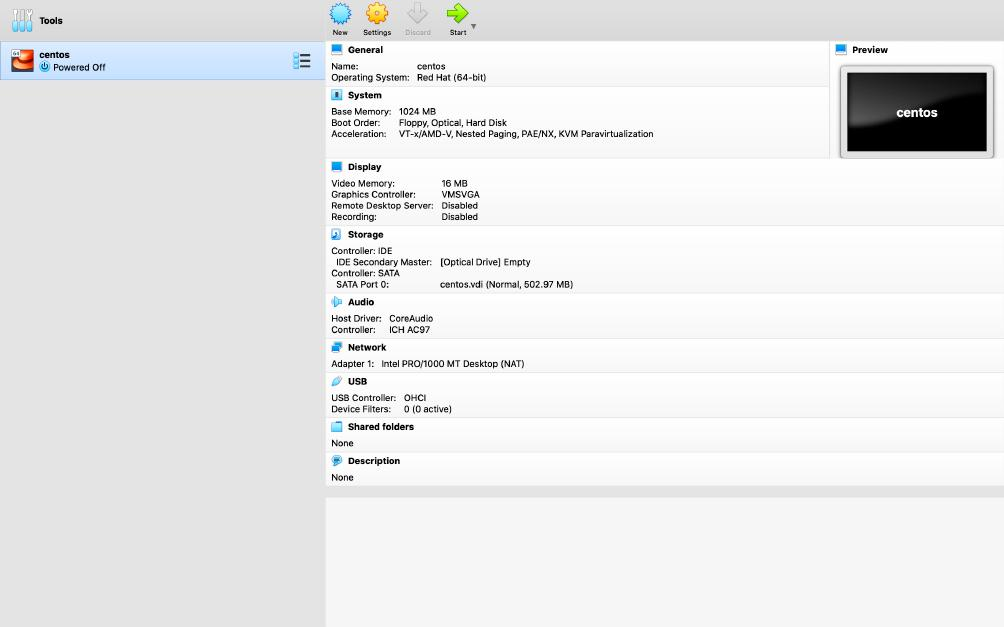 Tools
New
Settings
Discard
Start
64
centos
Powered Off
General
Name: centos
Operating System: Red Hat (64-bit)
Preview
centos
System
Base Memory: 1024 MB
Boot Order: Floppy, Optical, Hard Disk
Acceleration: VT-x/AMD-V, Nested Paging, PAE/NX, KVM Paravirtualization
Display
Video Memory: 16 MB
Graphics Controller: VMSVGA
Remote Desktop Server: Disabled
Recording: Disabled
Storage
Controller: IDE
IDE Secondary Master: [Optical Drive] Empty
Controller: SATA
SATA Port 0: centos.vdi (Normal, 502.97 MB)
Audio
Host Driver: CoreAudio
Controller: ICH AC97
Network
Adapter 1: Intel PRO/1000 MT Desktop (NAT)
USB
USB Controller: OHCI
Device Filters: 0 (0 active)
Shared folders
None
Description
None